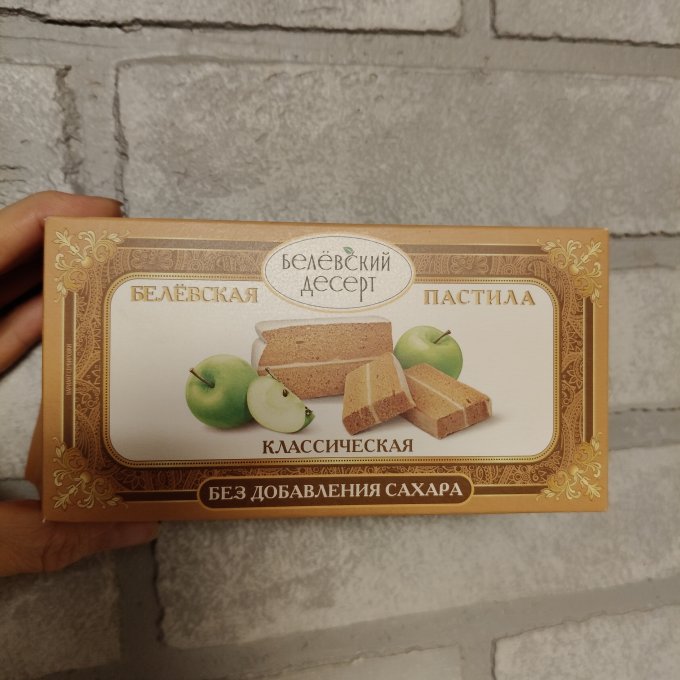 Белёвский
десерт
БЕЛЁВСКАЯ ПАСТИЛА
КЛАССИЧЕСКАЯ
БЕЗ ДОБАВЛЕНИЯ САХАРА